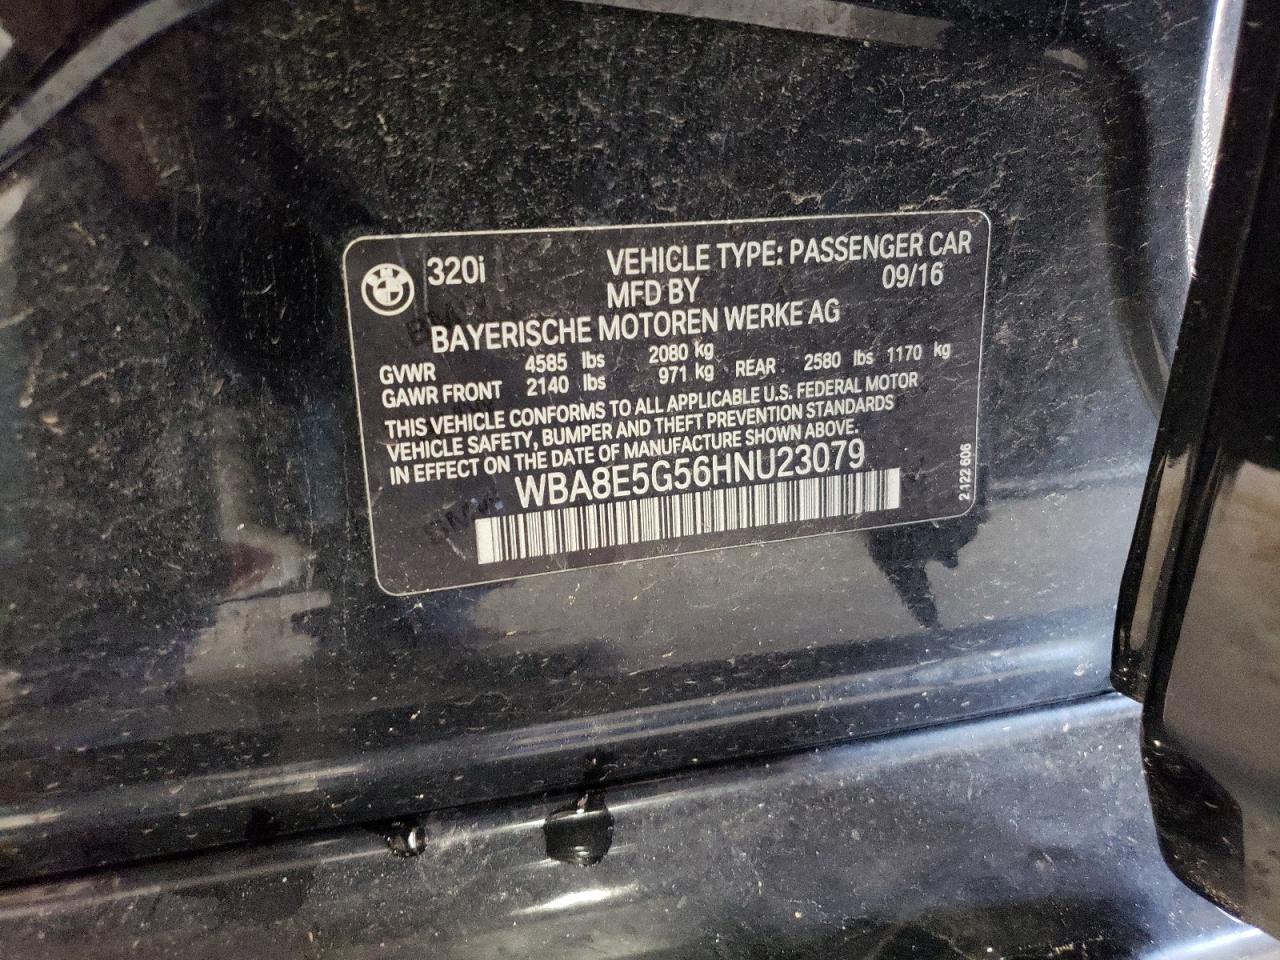 BMW
320i VEHICLE TYPE: PASSENGER CAR
MFD BY 09/16
BAYERISCHE MOTOREN WERKE AG
GVWR 4585 lbs 2080 kg
GAWR FRONT 2140 lbs 971 kg REAR 2580 lbs 1170 kg
THIS VEHICLE CONFORMS TO ALL APPLICABLE U.S. FEDERAL MOTOR
VEHICLE SAFETY, BUMPER AND THEFT PREVENTION STANDARDS
IN EFFECT ON THE DATE OF MANUFACTURE SHOWN ABOVE.
WBA8E5G56HNU23079
2 122 606